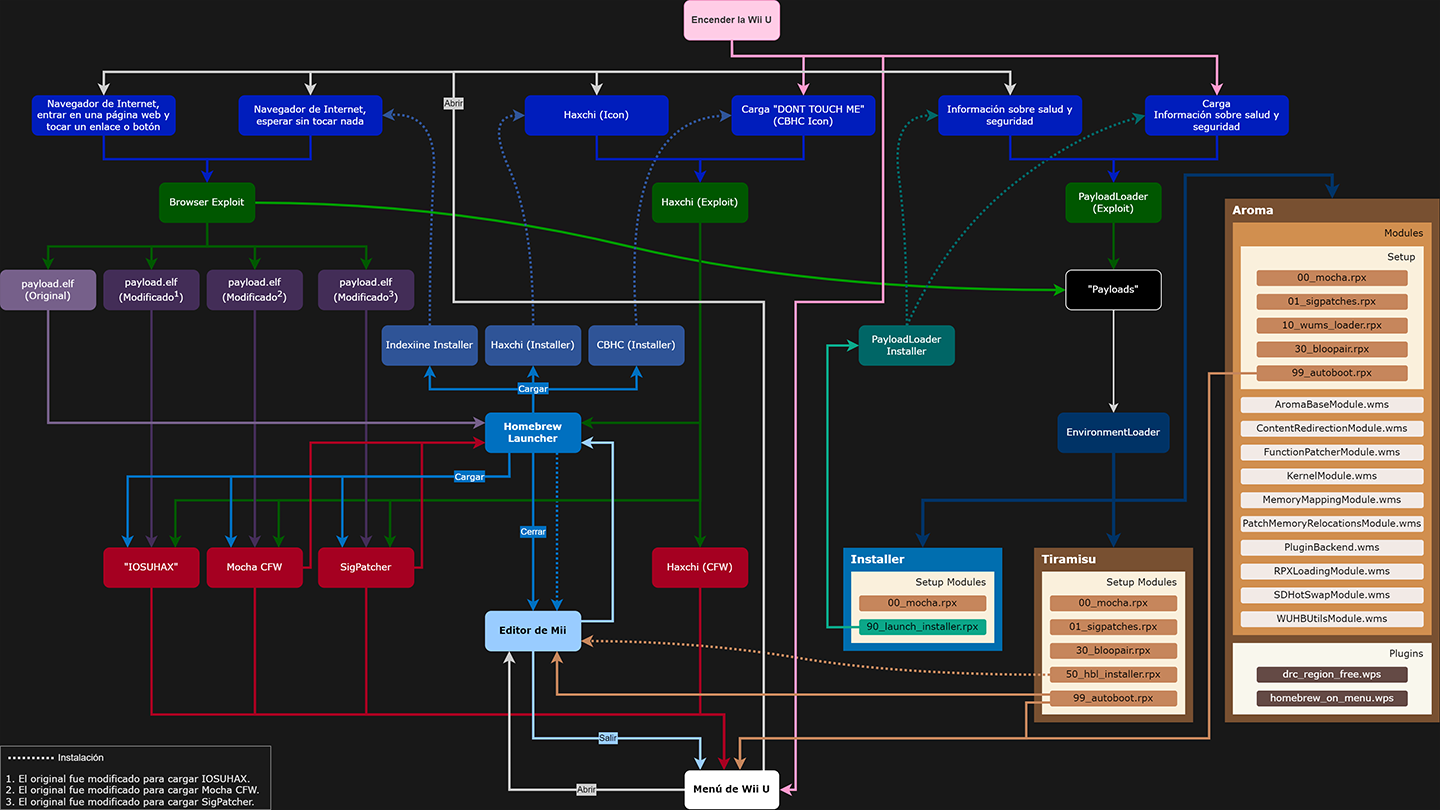 Encender la Wii U
Abrir
Navegador de Internet,
entrar en una página web y
tocar un enlace o botón
Navegador de Internet,
esperar sin tocar nada
Haxchi (Icon)
Carga "DONT TOUCH ME"
(CBHC Icon)
Información sobre salud y
seguridad
Carga
Información sobre salud y
seguridad
Browser Exploit
Haxchi (Exploit)
PayloadLoader
(Exploit)
payload.elf
(Original)
payload.elf
(Modificado1)
payload.elf
(Modificado2)
payload.elf
(Modificado3)
"Payloads"
Indexiine Installer
Haxchi (Installer)
CBHC (Installer)
PayloadLoader
Installer
Cargar
Homebrew
Launcher
EnvironmentLoader
Cargar
Cerrar
"IOSUHAX"
Mocha CFW
SigPatcher
Haxchi (CFW)
Editor de Mii
Installer
Setup Modules
00_mocha.rpx
90_launch_installer.rpx
Tiramisu
Setup Modules
00_mocha.rpx
01_sigpatches.rpx
30_bloopair.rpx
50_hbl_installer.rpx
99_autoboot.rpx
Aroma
Modules
Setup
00_mocha.rpx
01_sigpatches.rpx
10_wums_loader.rpx
30_bloopair.rpx
99_autoboot.rpx
AromaBaseModule.wms
ContentRedirectionModule.wms
FunctionPatcherModule.wms
KernelModule.wms
MemoryMappingModule.wms
PatchMemoryRelocationsModule.wms
PluginBackend.wms
RPXLoadingModule.wms
SDHotSwapModule.wms
WUHBUtilsModule.wms
Plugins
drc_region_free.wps
homebrew_on_menu.wps
Salir
Abrir
Menú de Wii U
Instalación
1. El original fue modificado para cargar IOSUHAX.
2. El original fue modificado para cargar Mocha CFW.
3. El original fue modificado para cargar SigPatcher.